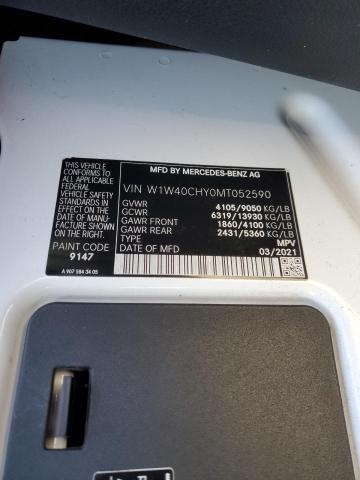 THIS VEHICLE
CONFORMS TO
ALL APPLICABLE
FEDERAL MOTOR
VEHICLE SAFETY
STANDARDS IN
EFFECT ON THE
DATE OF MANU-
FACTURE SHOWN
ON THE RIGHT.
PAINT CODE
9147
MFD BY MERCEDES-BENZ AG
VIN W1W40CHY0MT052590
GVWR 4105/9050 KG/LB
GCWR 6319/13930 KG/LB
GAWR FRONT 1860/4100 KG/LB
GAWR REAR 2431/5360 KG/LB
TYPE MPV
DATE OF MFD. 03/2021
A 907 584 34 05